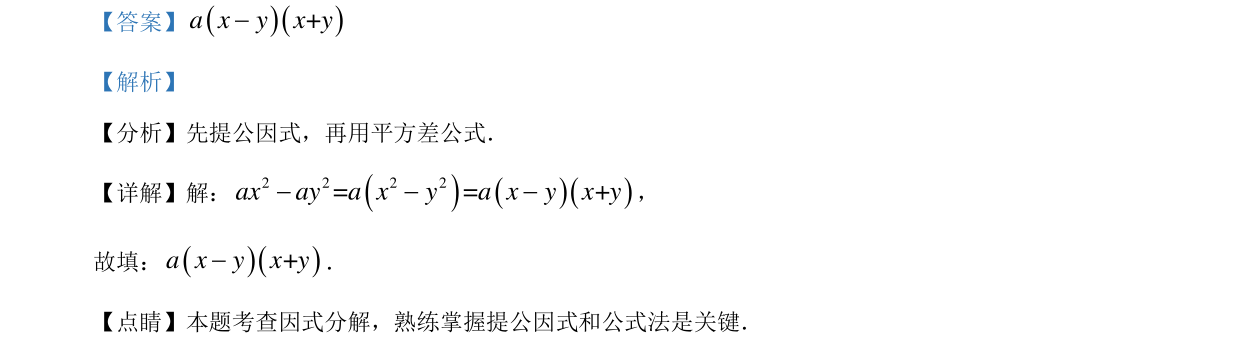 【答案】a(x－y)(x+y)
【解析】
【分析】先提公因式，再用平方差公式．
【详解】解：ax²－ay²=a(x²－y²)=a(x－y)(x+y)，
故填：a(x－y)(x+y)．
【点睛】本题考查因式分解，熟练掌握提公因式和公式法是关键．